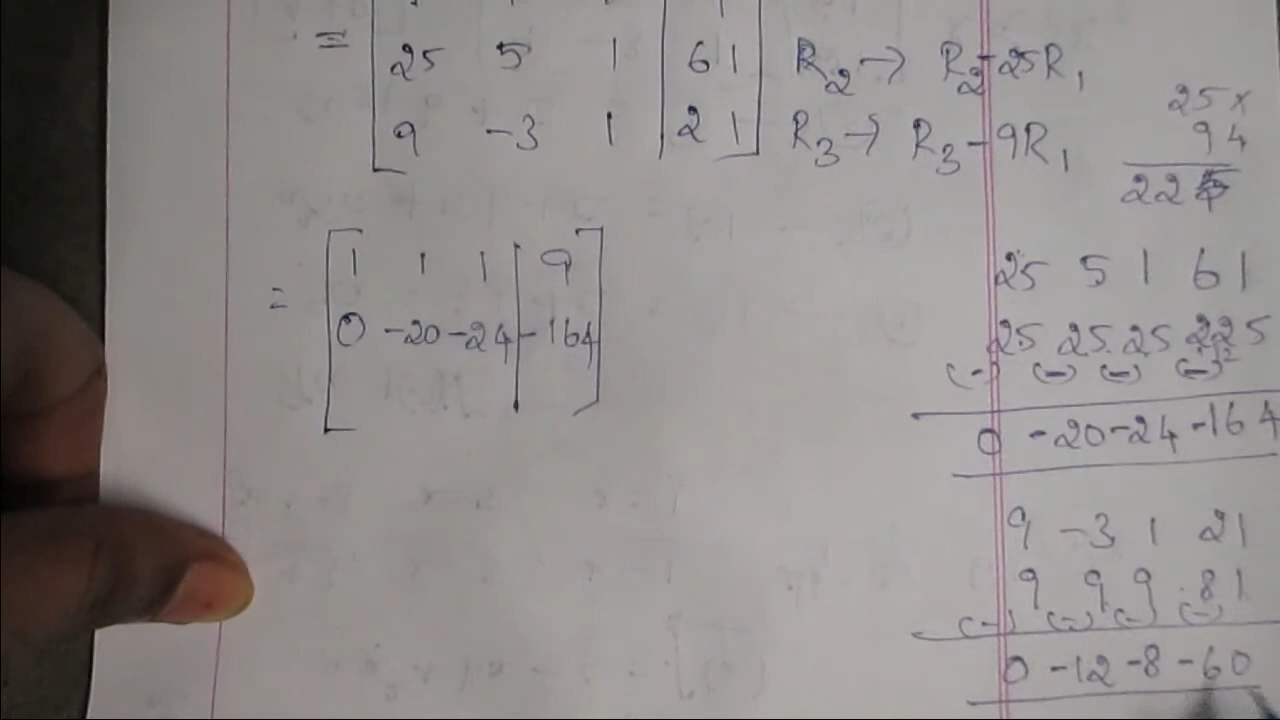 = 25 5 1 | 61 R₂ → R₂ - 25R₁
9 -3 1 | 21 R₃ → R₃ - 9R₁
25 x
94
225
= 1 1 1 | 9
0 -20 -24 | -164
25 5 1 61
25 25 25 225
(-) (-) (-) (-)
0 -20 -24 -164
9 -3 1 21
9 9 9 81
(-) (-) (-) (-)
0 -12 -8 -60